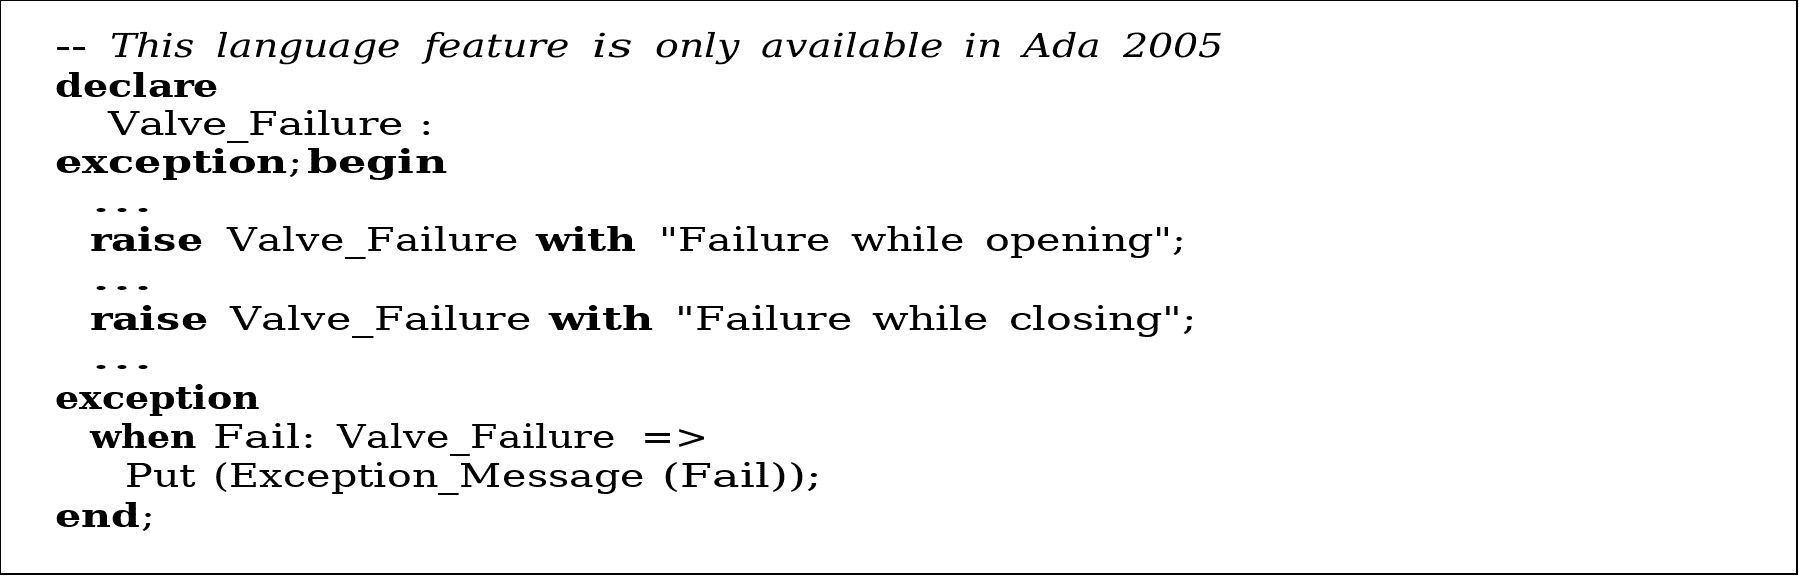 -- This language feature is only available in Ada 2005
declare
Valve_Failure :
exception;begin
...
raise Valve_Failure with "Failure while opening";
...
raise Valve_Failure with "Failure while closing";
...
exception
when Fail: Valve_Failure =>
Put (Exception_Message (Fail));
end;